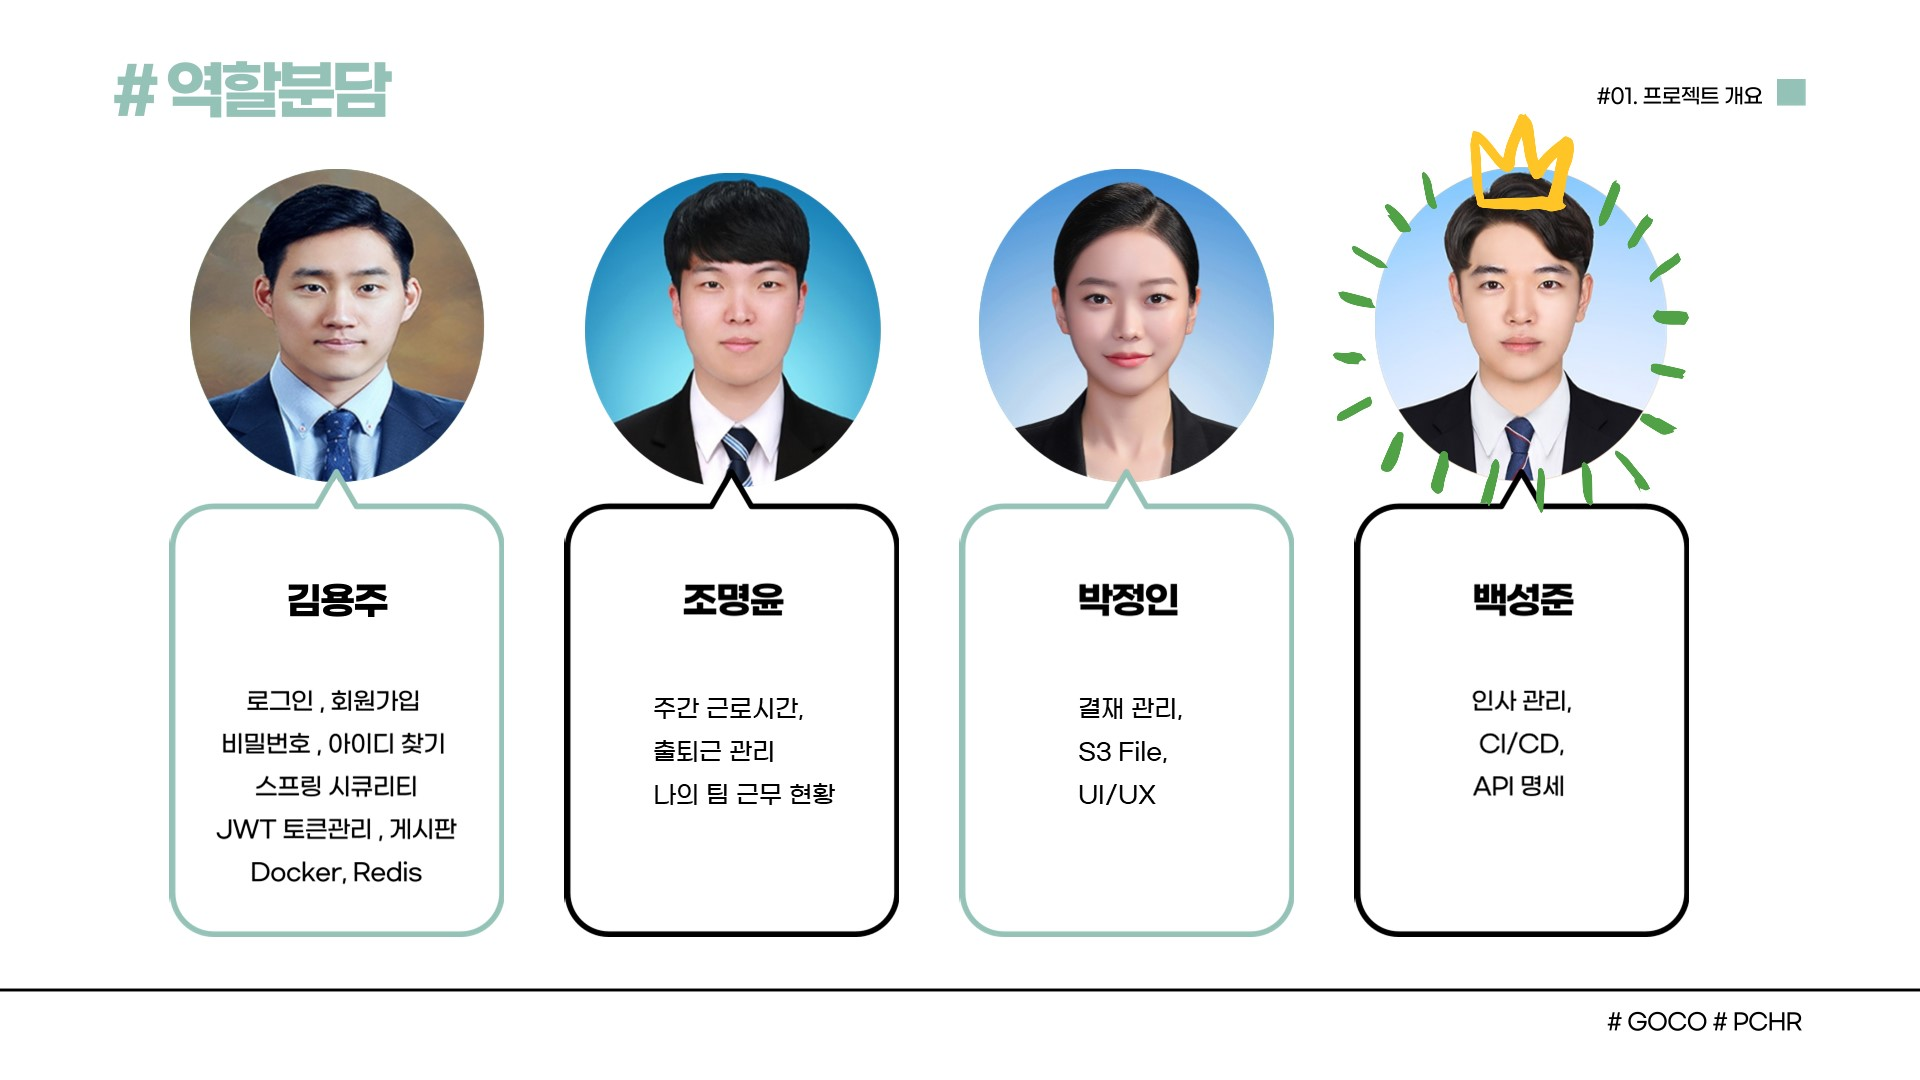 # 역할분담
#01. 프로젝트 개요
김용주
로그인 , 회원가입
비밀번호 , 아이디 찾기
스프링 시큐리티
JWT 토큰관리 , 게시판
Docker, Redis
조명윤
주간 근로시간,
출퇴근 관리
나의 팀 근무 현황
박정인
결재 관리,
S3 File,
UI/UX
백성준
인사 관리,
CI/CD,
API 명세
# GOCO # PCHR